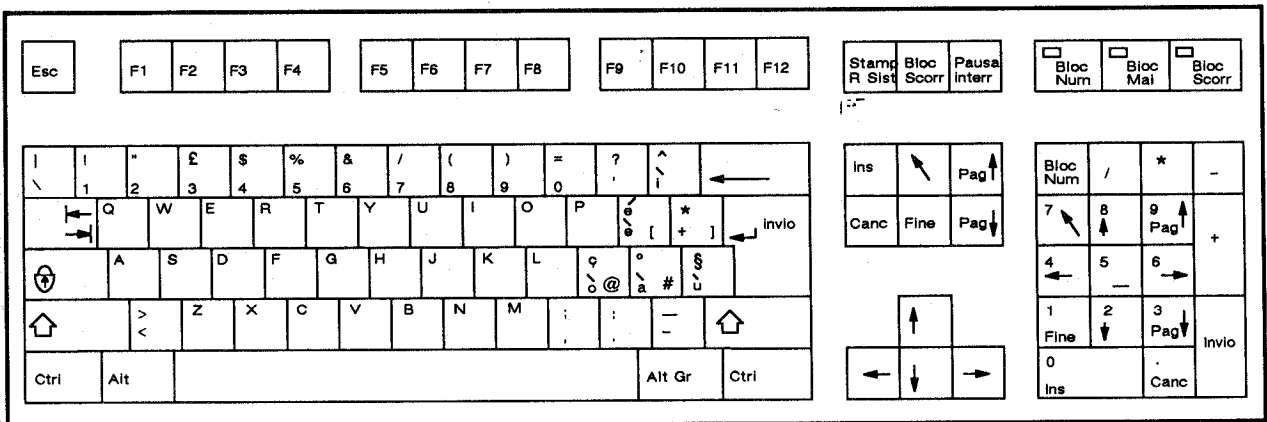 Esc F1 F2 F3 F4 F5 F6 F7 F8 F9 F10 F11 F12 Stamp Bloc Pausa Bloc Bloc Bloc
R Sist Scorr interr Num Mai Scorr
| ! " £ $ % & / ( ) = ? ^
\ 1 2 3 4 5 6 7 8 9 0 ' ì
Ins Pag Bloc / * -
Num
Q W E R T Y U I O P é * invio
è [ + ]
Canc Fine Pag 7 8 9 +
Pag
A S D F G H J K L ç ° §
ò @ à # ù
4 5 6
> Z X C V B N M ; : —
< , . -
1 2 3 Invio
Fine Pag
Ctrl Alt Alt Gr Ctrl
0 .
Ins Canc